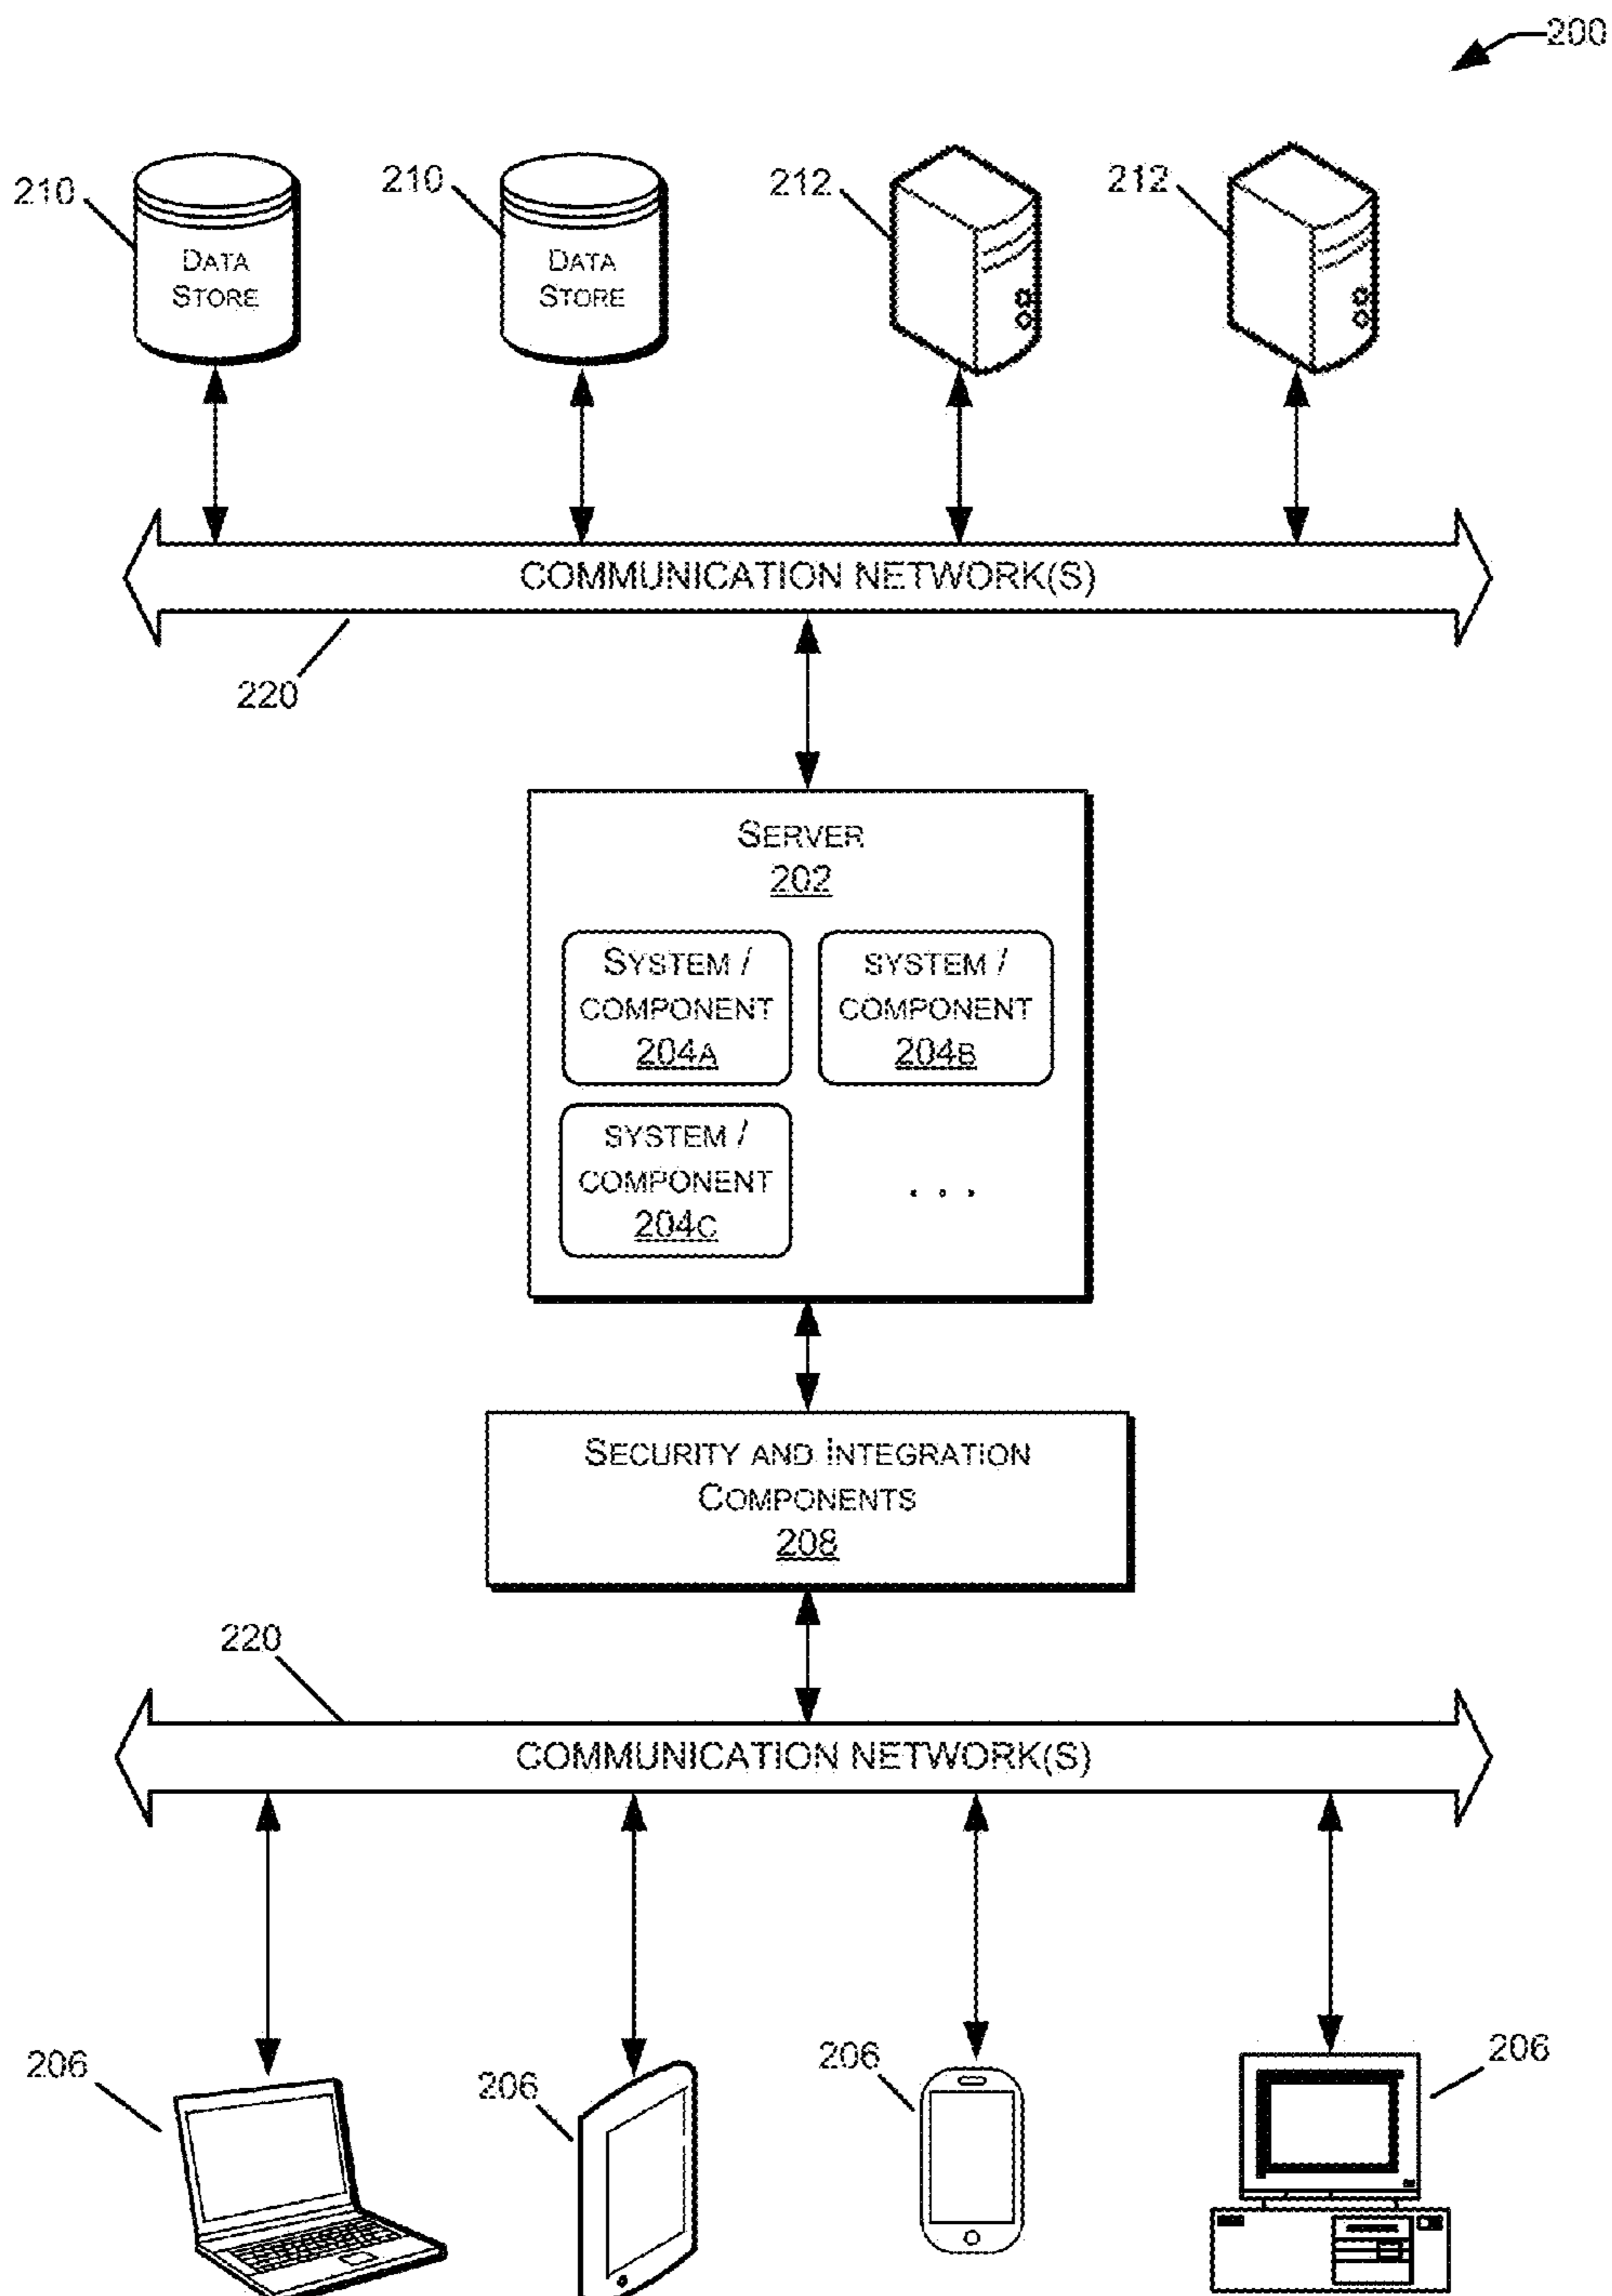 200
210
210
212
212
DATA
STORE
DATA
STORE
COMMUNICATION NETWORK(S)
220
SERVER
202
SYSTEM /
COMPONENT
204A
SYSTEM /
COMPONENT
204B
SYSTEM /
COMPONENT
204C
. . .
SECURITY AND INTEGRATION
COMPONENTS
208
220
COMMUNICATION NETWORK(S)
206
206
206
206